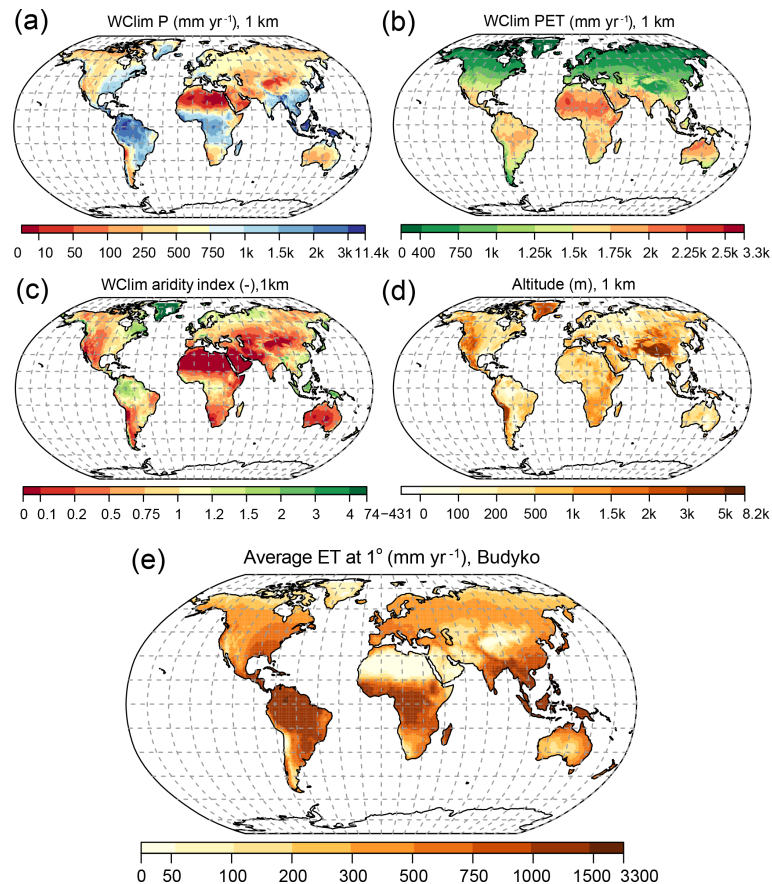 (a)
WClim P (mm yr⁻¹), 1 km
0 10 50 100 250 500 750 1k 1.5k 2k 3k 11.4k
(b)
WClim PET (mm yr⁻¹), 1 km
0 400 750 1k 1.25k 1.5k 1.75k 2k 2.25k 2.5k 3.3k
(c)
WClim aridity index (-),1km
0 0.1 0.2 0.5 0.75 1 1.2 1.5 2 3 4 74
(d)
Altitude (m), 1 km
−431 0 100 200 500 1k 1.5k 2k 3k 5k 8.2k
(e)
Average ET at 1° (mm yr⁻¹), Budyko
0 50 100 200 300 500 750 1000 1500 3300